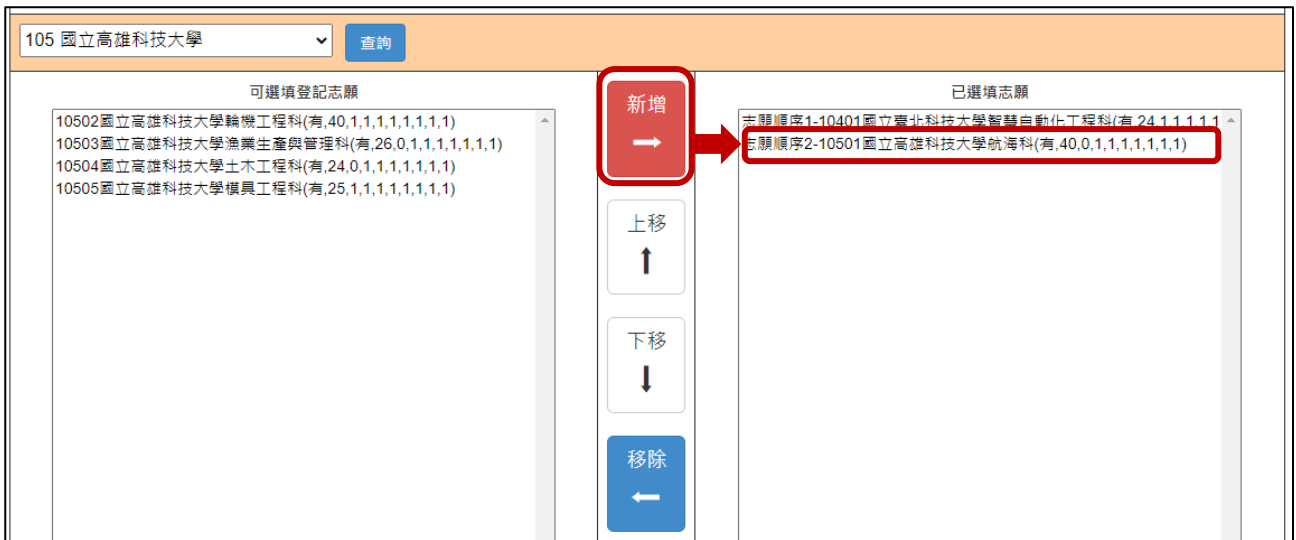 105 國立高雄科技大學
查詢
可選填登記志願
10502國立高雄科技大學輪機工程科(有,40,1,1,1,1,1,1,1,1)
10503國立高雄科技大學漁業生產與管理科(有,26,0,1,1,1,1,1,1,1)
10504國立高雄科技大學土木工程科(有,24,0,1,1,1,1,1,1,1)
10505國立高雄科技大學模具工程科(有,25,1,1,1,1,1,1,1,1)
新增
上移
下移
移除
已選填志願
志願順序1-10401國立臺北科技大學智慧自動化工程科(有,24,1,1,1,1,1
志願順序2-10501國立高雄科技大學航海科(有,40,0,1,1,1,1,1,1,1)